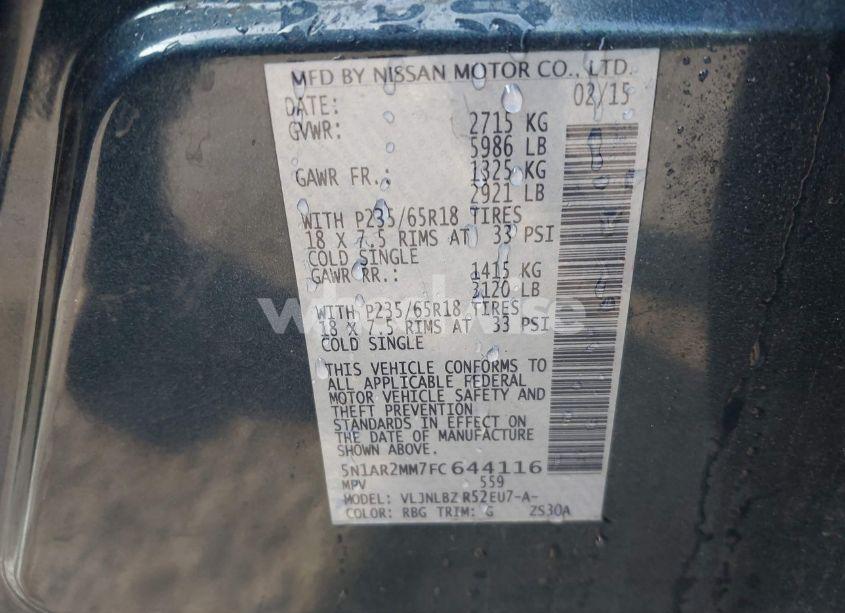 MFD BY NISSAN MOTOR CO., LTD.
DATE: 02/15
GVWR: 2715 KG
5986 LB
GAWR FR.: 1325 KG
2921 LB
WITH P235/65R18 TIRES
18 X 7.5 RIMS AT 33 PSI
COLD SINGLE
GAWR RR.: 1415 KG
3120 LB
WITH P235/65R18 TIRES
18 X 7.5 RIMS AT 33 PSI
COLD SINGLE
THIS VEHICLE CONFORMS TO
ALL APPLICABLE FEDERAL
MOTOR VEHICLE SAFETY AND
THEFT PREVENTION
STANDARDS IN EFFECT ON
THE DATE OF MANUFACTURE
SHOWN ABOVE.
5N1AR2MM7FC644116
MPV 559
MODEL: VLJNLBZ R52EU7-A-
COLOR: RBG TRIM: G ZS30A